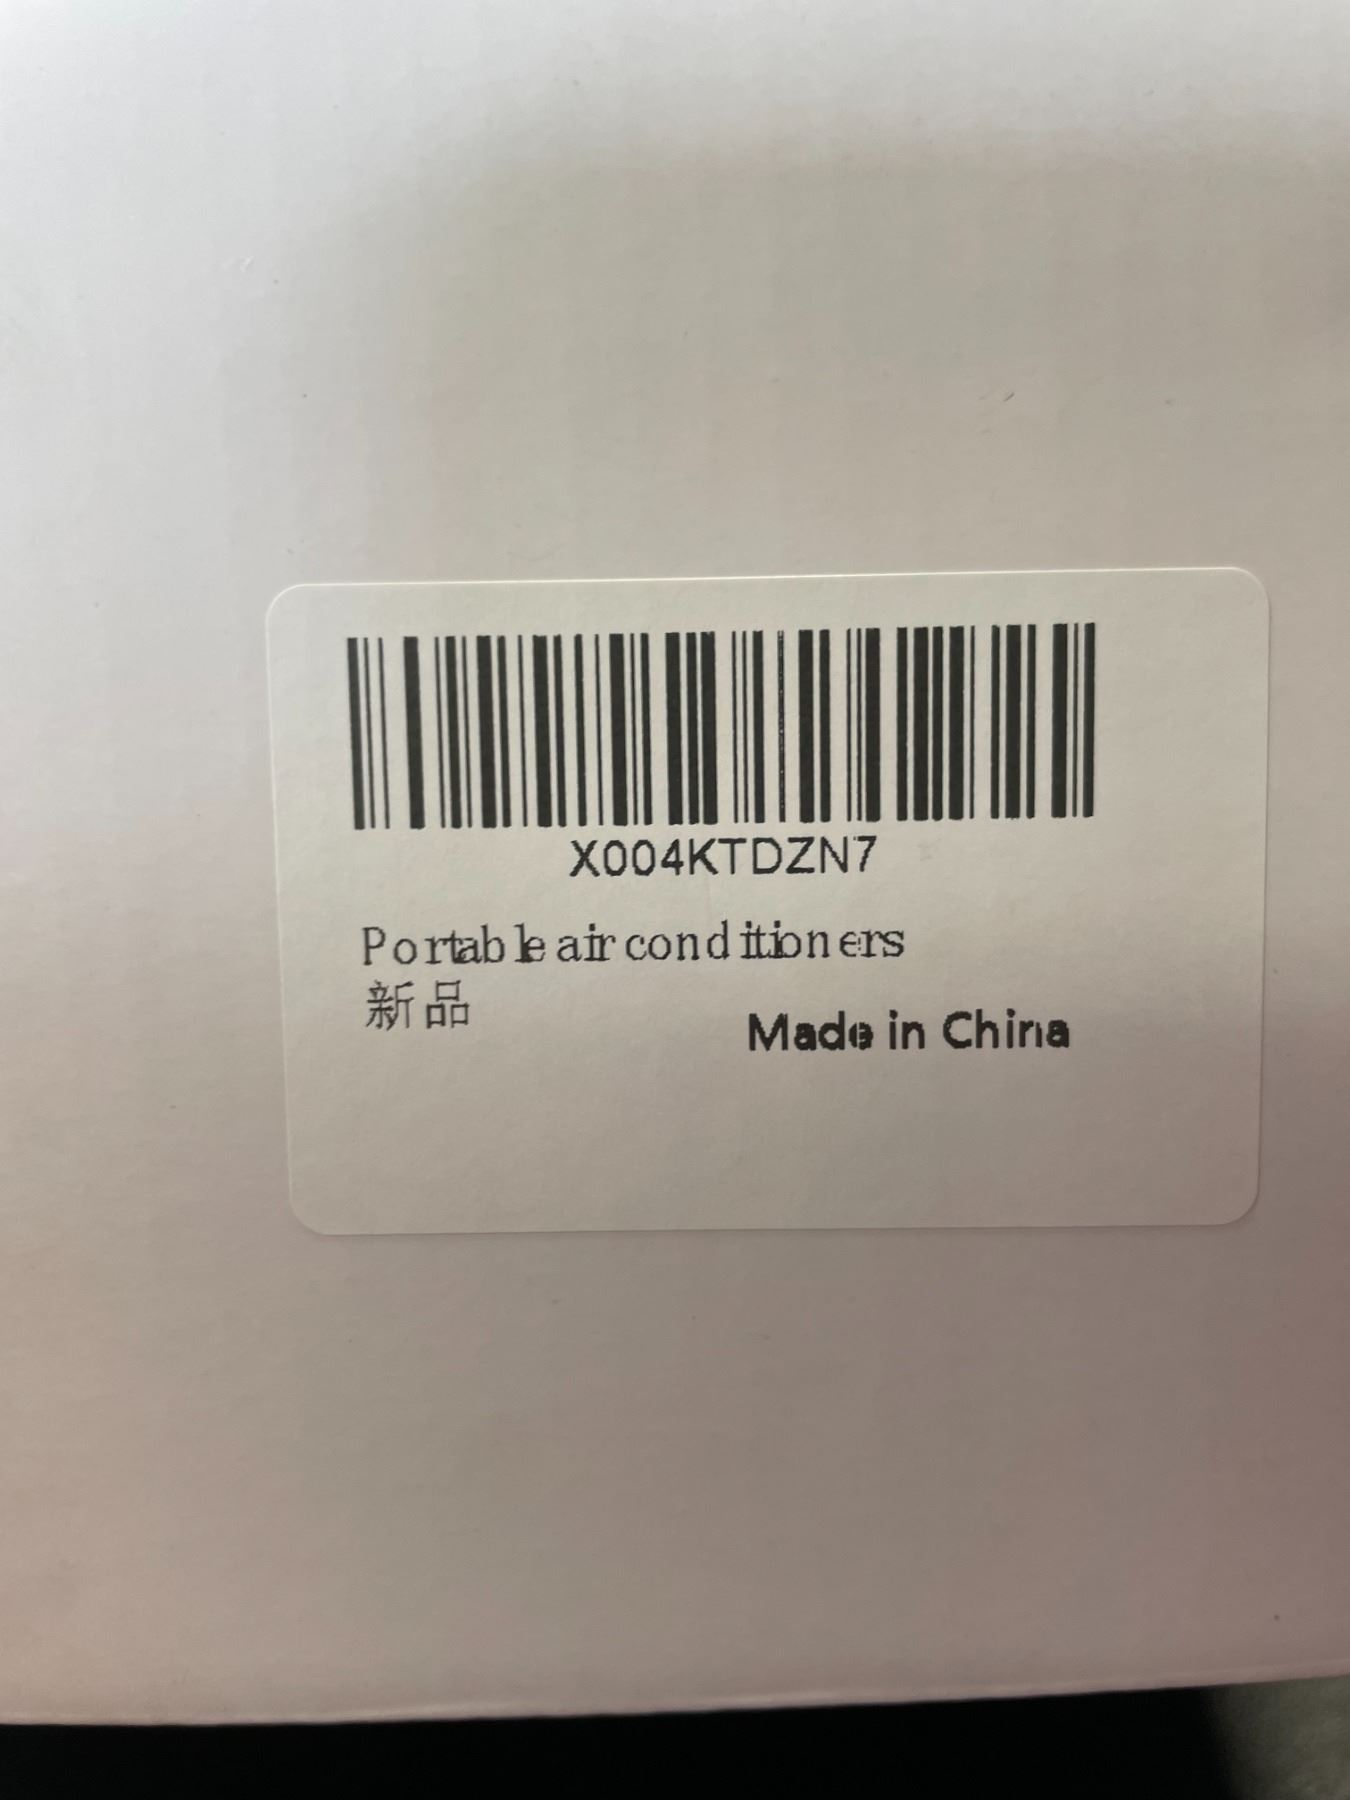 X004KTDZN7
Portable air conditioners
新品
Made in China